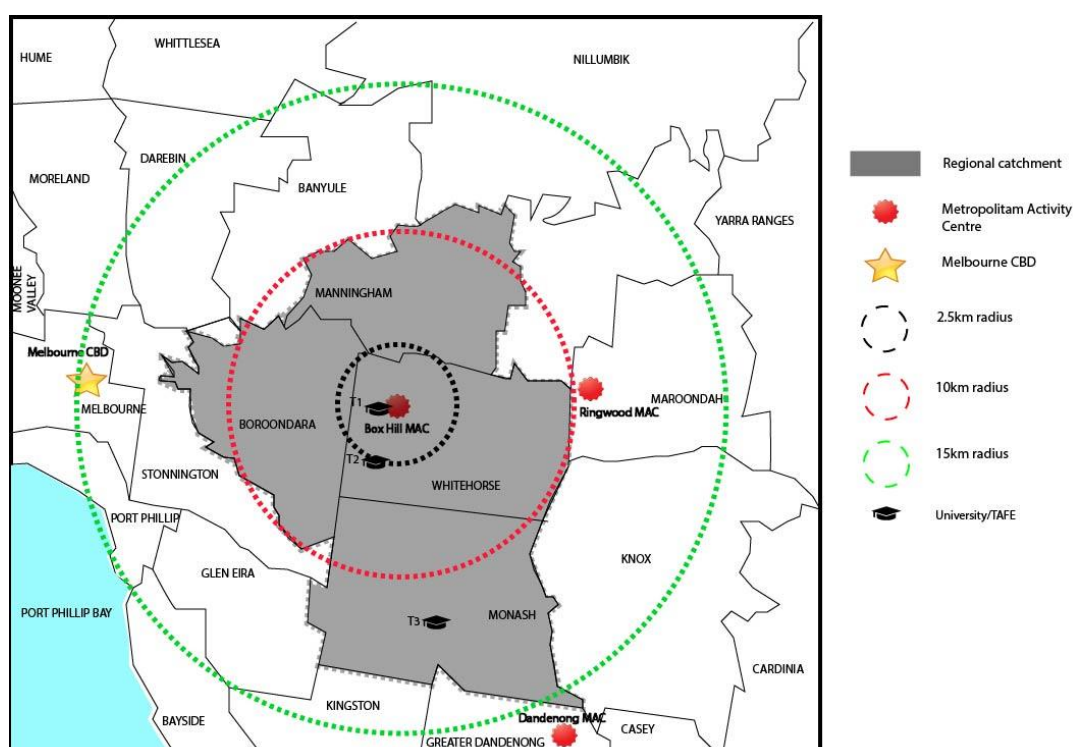 WHITTLESEA
HUME
NILLUMBIK
DAREBIN
MORELAND
BANYULE
YARRA RANGES
MOONEE
VALLEY
MANNINGHAM
Melbourne CBD
MELBOURNE
T1
Box Hill MAC
BOROONDARA
Ringwood MAC
MAROONDAH
STONNINGTON
T2
WHITEHORSE
PORT PHILLIP
GLEN EIRA
KNOX
PORT PHILLIP BAY
T3
MONASH
CARDINIA
KINGSTON
BAYSIDE
Dandenong MAC
CASEY
GREATER DANDENONG
Regional catchment
Metropolitam Activity
Centre
Melbourne CBD
2.5km radius
10km radius
15km radius
University/TAFE